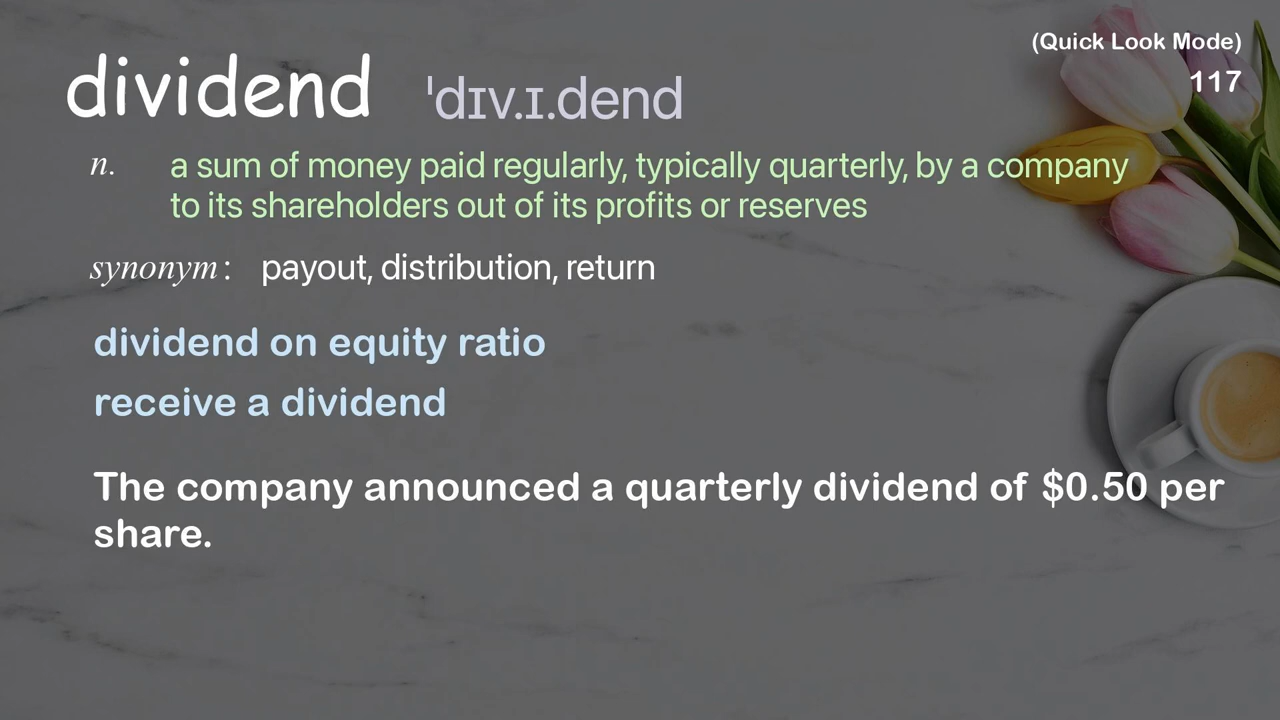 (Quick Look Mode)
117
dividend ˈdɪv.ɪ.dend
n. a sum of money paid regularly, typically quarterly, by a company
to its shareholders out of its profits or reserves
synonym: payout, distribution, return
dividend on equity ratio
receive a dividend
The company announced a quarterly dividend of $0.50 per
share.